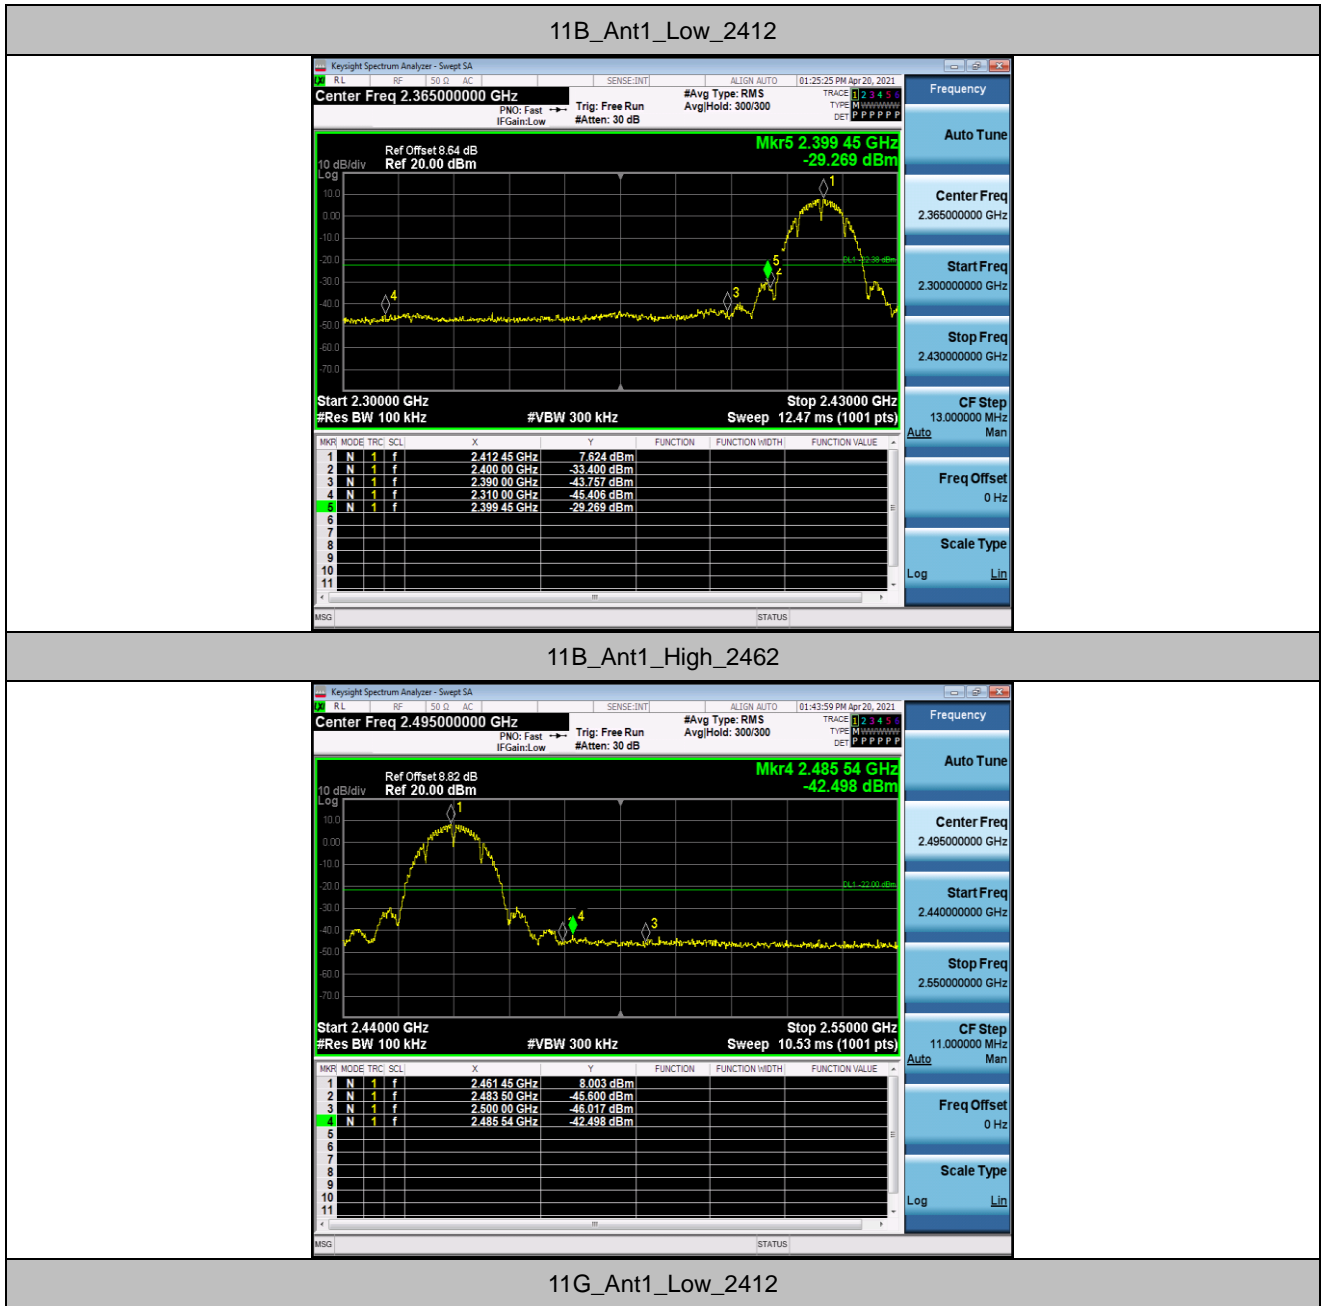 11B_Ant1_Low_2412
Keysight Spectrum Analyzer - Swept SA
RL RF 50 Ω AC SENSE:INT ALIGN AUTO 01:25:25 PM Apr 20, 2021
Center Freq 2.365000000 GHz
PNO: Fast
IFGain:Low
Trig: Free Run
#Atten: 30 dB
#Avg Type: RMS
Avg|Hold: 300/300
TRACE 1 2 3 4 5 6
TYPE M WWWWW
DET P P P P P P
Frequency
Mkr5 2.399 45 GHz
-29.269 dBm
Ref Offset 8.64 dB
10 dB/div Ref 20.00 dBm
Log
10.0
0.00
-10.0
-20.0
-30.0
-40.0
-50.0
-60.0
-70.0
1
5
2
3
4
DL1 -22.38 dBm
Start 2.30000 GHz Stop 2.43000 GHz
#Res BW 100 kHz #VBW 300 kHz Sweep 12.47 ms (1001 pts)
MKR MODE TRC SCL X Y FUNCTION FUNCTION WIDTH FUNCTION VALUE
1 N 1 f 2.412 45 GHz 7.624 dBm
2 N 1 f 2.400 00 GHz -33.400 dBm
3 N 1 f 2.390 00 GHz -43.757 dBm
4 N 1 f 2.310 00 GHz -45.406 dBm
5 N 1 f 2.399 45 GHz -29.269 dBm
6
7
8
9
10
11
MSG STATUS
Auto Tune
Center Freq
2.365000000 GHz
Start Freq
2.300000000 GHz
Stop Freq
2.430000000 GHz
CF Step
13.000000 MHz
Auto Man
Freq Offset
0 Hz
Scale Type
Log Lin
11B_Ant1_High_2462
Keysight Spectrum Analyzer - Swept SA
RL RF 50 Ω AC SENSE:INT ALIGN AUTO 01:43:59 PM Apr 20, 2021
Center Freq 2.495000000 GHz
PNO: Fast
IFGain:Low
Trig: Free Run
#Atten: 30 dB
#Avg Type: RMS
Avg|Hold: 300/300
TRACE 1 2 3 4 5 6
TYPE M WWWWW
DET P P P P P P
Frequency
Mkr4 2.485 54 GHz
-42.498 dBm
Ref Offset 8.82 dB
10 dB/div Ref 20.00 dBm
Log
10.0
0.00
-10.0
-20.0
-30.0
-40.0
-50.0
-60.0
-70.0
1
4
3
DL1 -22.00 dBm
Start 2.44000 GHz Stop 2.55000 GHz
#Res BW 100 kHz #VBW 300 kHz Sweep 10.53 ms (1001 pts)
MKR MODE TRC SCL X Y FUNCTION FUNCTION WIDTH FUNCTION VALUE
1 N 1 f 2.461 45 GHz 8.003 dBm
2 N 1 f 2.483 50 GHz -45.600 dBm
3 N 1 f 2.500 00 GHz -46.017 dBm
4 N 1 f 2.485 54 GHz -42.498 dBm
5
6
7
8
9
10
11
MSG STATUS
Auto Tune
Center Freq
2.495000000 GHz
Start Freq
2.440000000 GHz
Stop Freq
2.550000000 GHz
CF Step
11.000000 MHz
Auto Man
Freq Offset
0 Hz
Scale Type
Log Lin
11G_Ant1_Low_2412